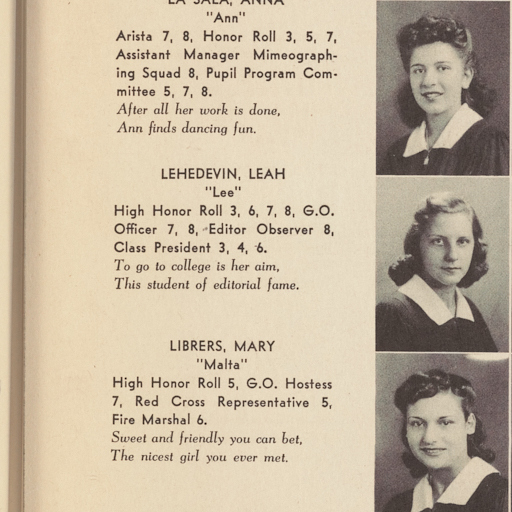 LA SALA, ANNA
"Ann"
Arista 7, 8, Honor Roll 3, 5, 7,
Assistant Manager Mimeograph-
ing Squad 8, Pupil Program Com-
mittee 5, 7, 8.
After all her work is done,
Ann finds dancing fun.
LEHEDEVIN, LEAH
"Lee"
High Honor Roll 3, 6, 7, 8, G.O.
Officer 7, 8, Editor Observer 8,
Class President 3, 4, 6.
To go to college is her aim,
This student of editorial fame.
LIBRERS, MARY
"Malta"
High Honor Roll 5, G.O. Hostess
7, Red Cross Representative 5,
Fire Marshal 6.
Sweet and friendly you can bet,
The nicest girl you ever met.